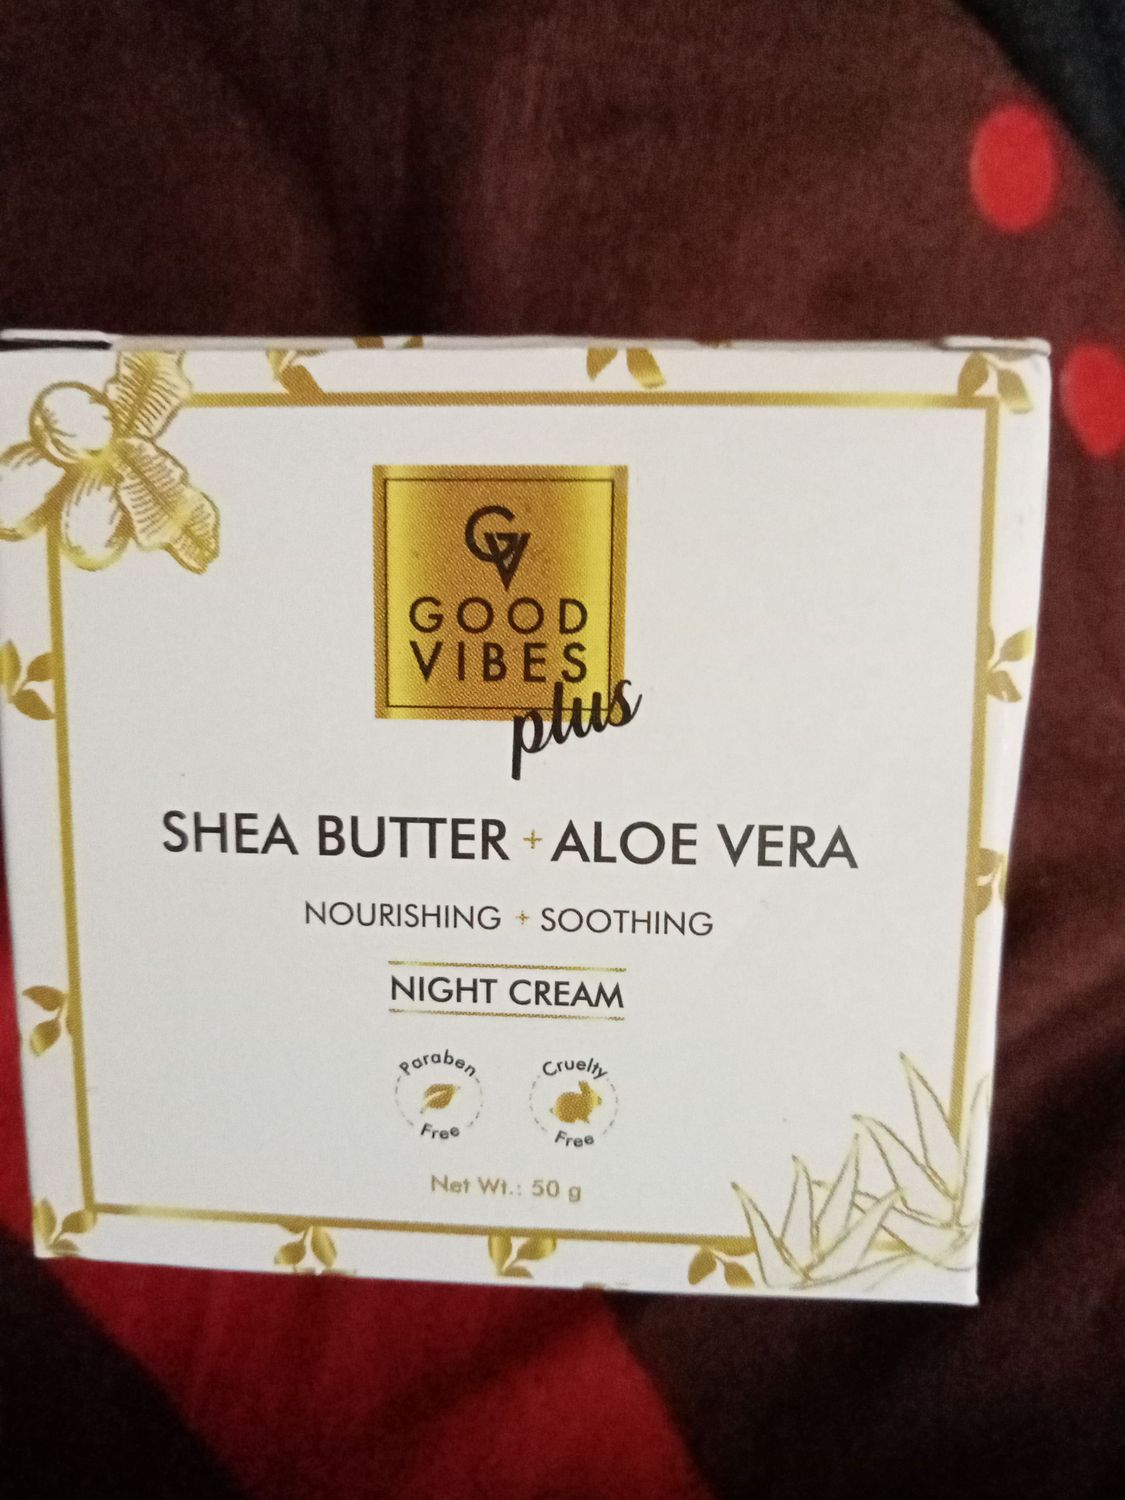 GV
GOOD
VIBES
plus
SHEA BUTTER + ALOE VERA
NOURISHING + SOOTHING
NIGHT CREAM
Paraben Free
Cruelty Free
Net Wt.: 50 g